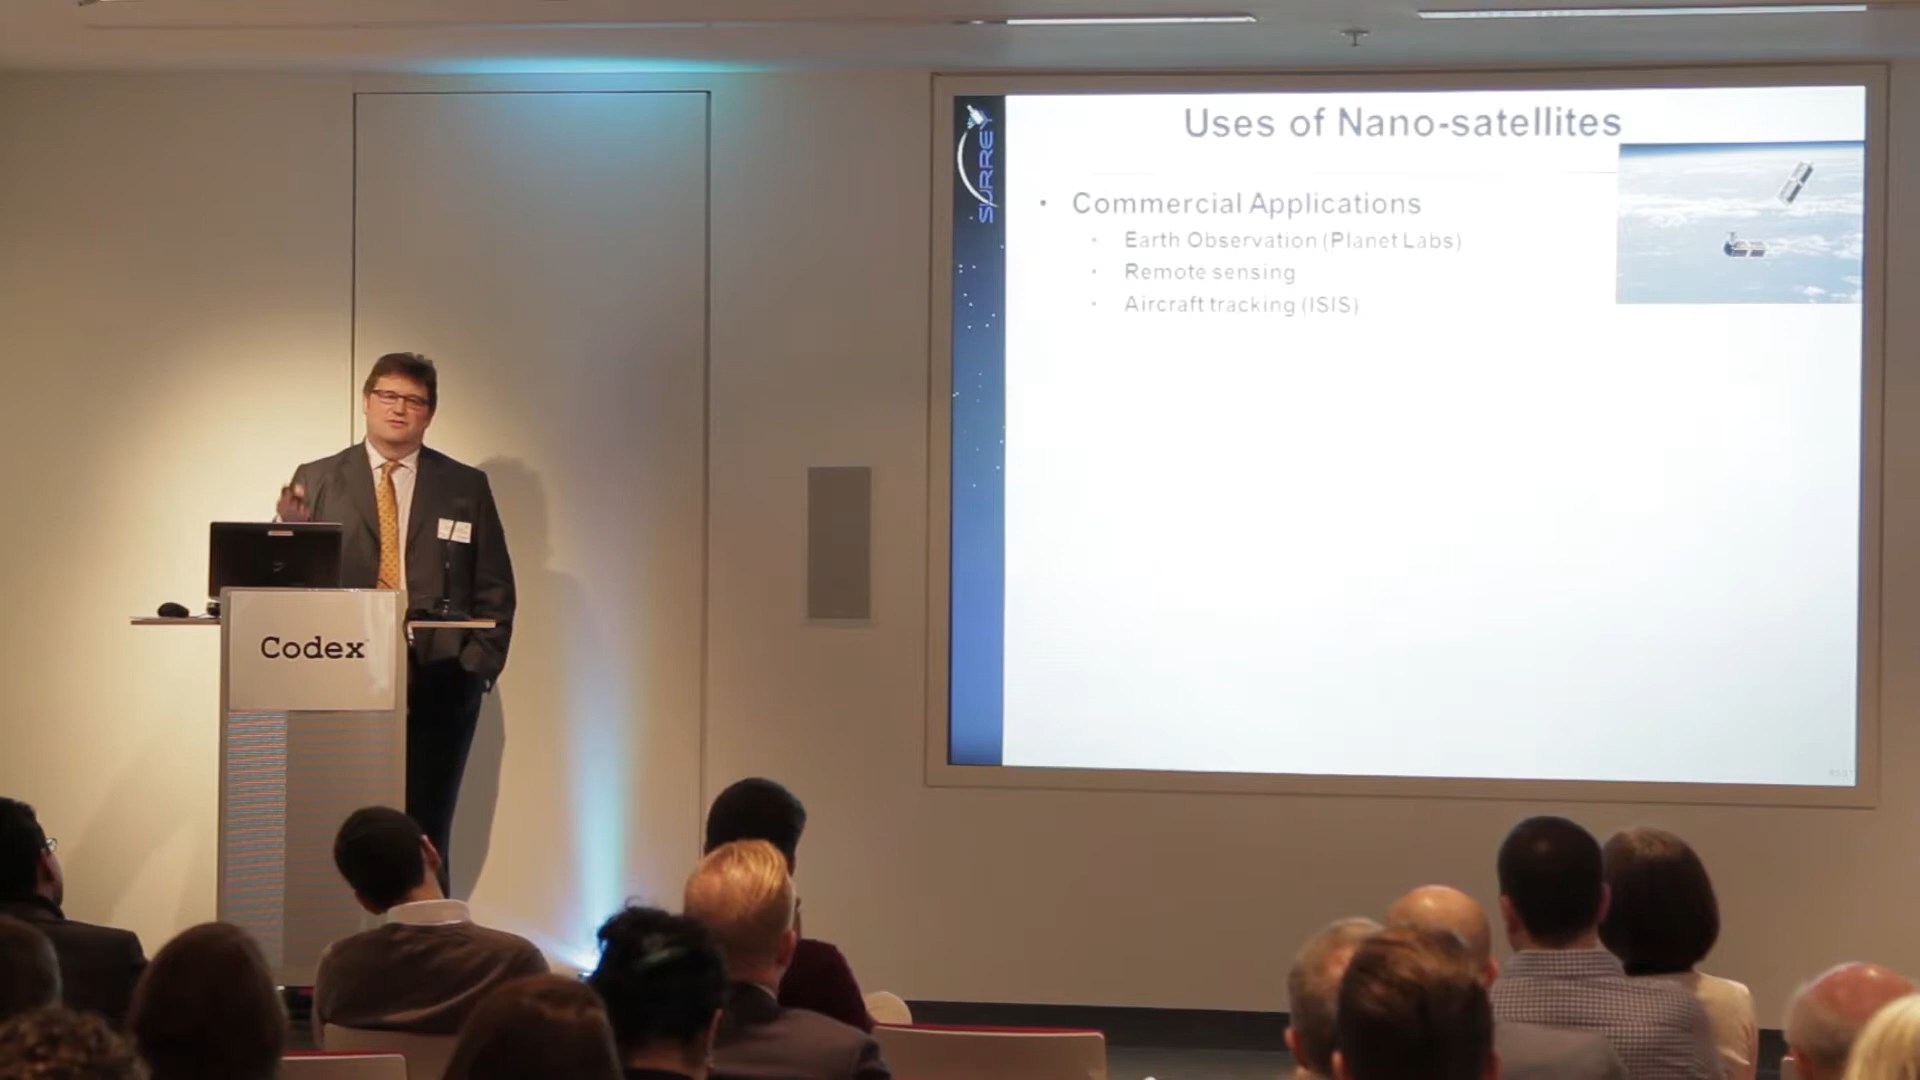 Uses of Nano-satellites
SURREY
• Commercial Applications
• Earth Observation (Planet Labs)
• Remote sensing
• Aircraft tracking (ISIS)
Codex